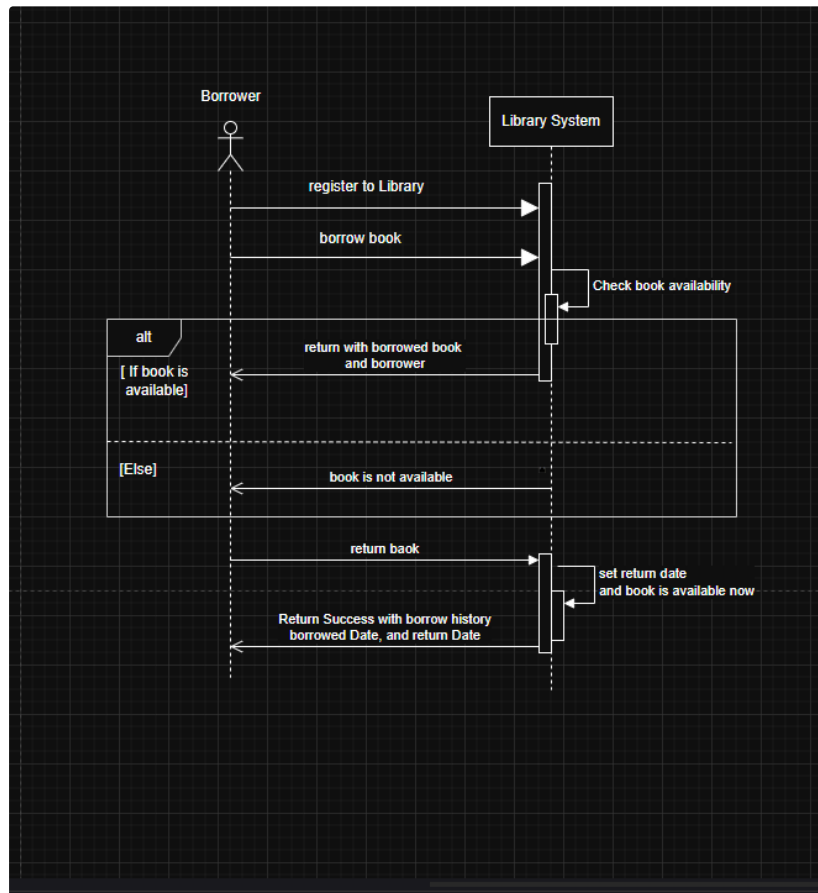 Borrower
Library System
register to Library
borrow book
Check book availability
alt
[ If book is
available]
return with borrowed book
and borrower
[Else]
book is not available
return baok
set return date
and book is available now
Return Success with borrow history
borrowed Date, and return Date